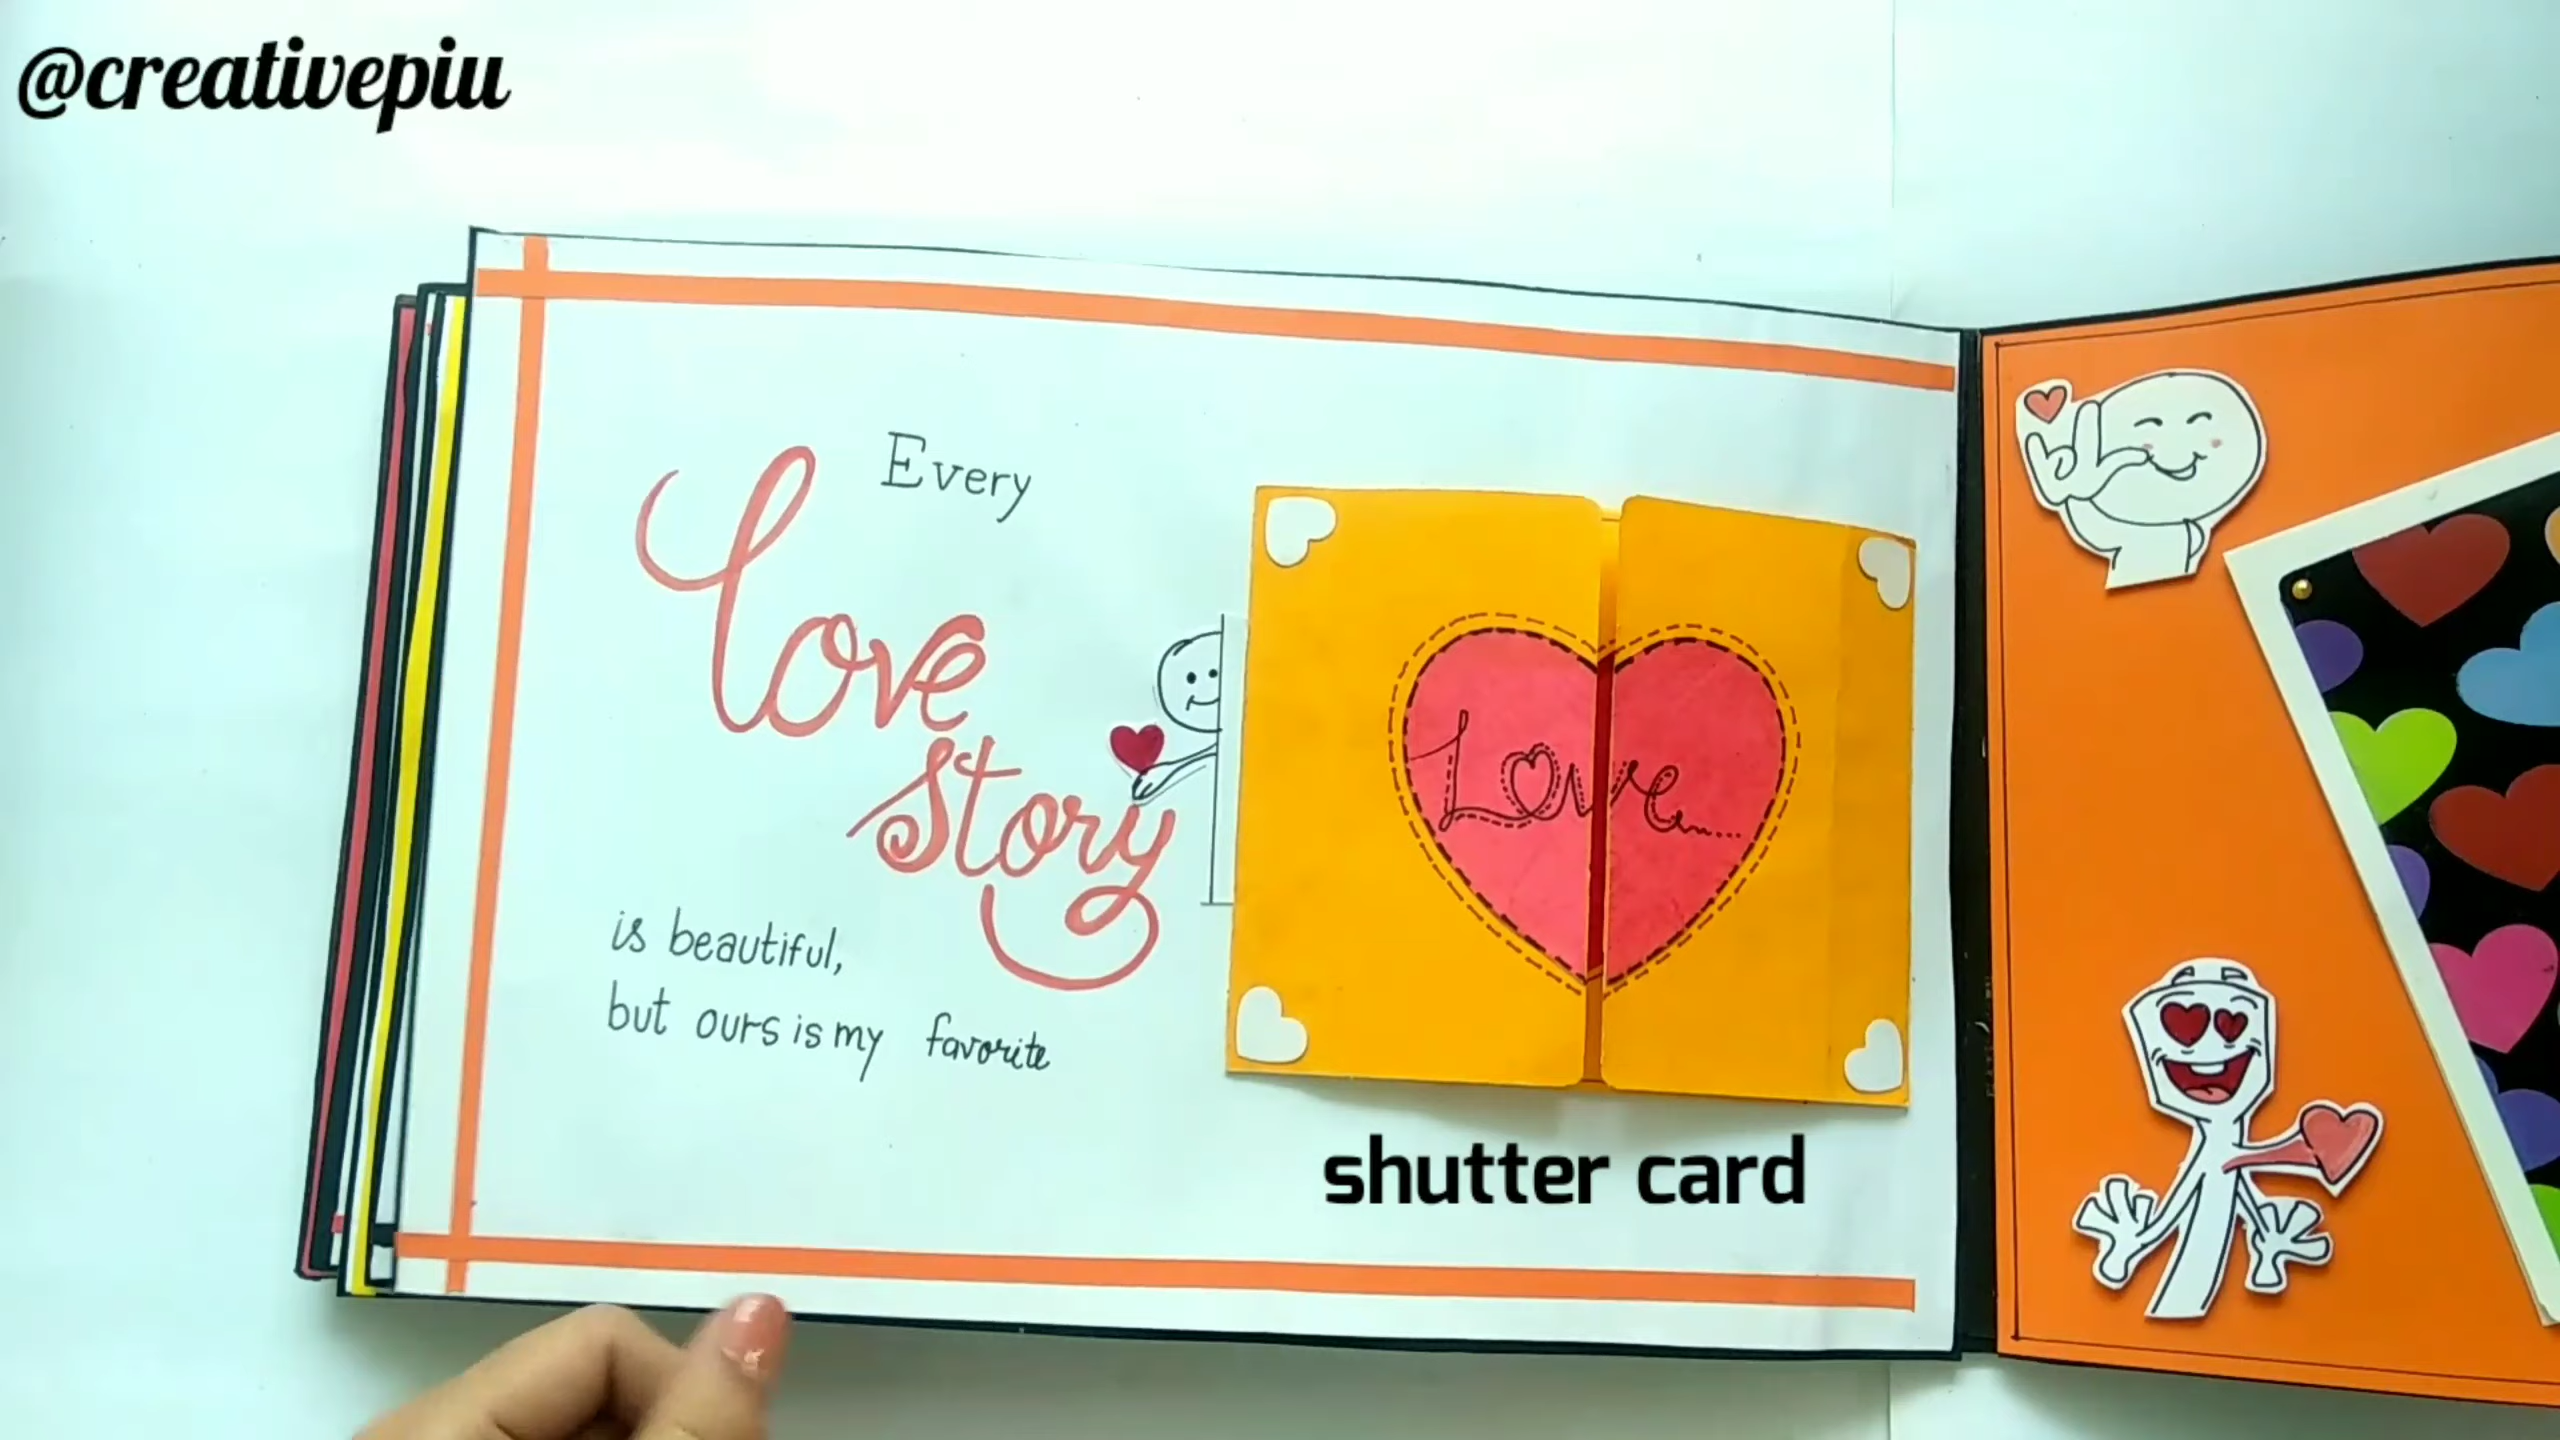 @creativepiu
Every
Love
Story
is beautiful,
but ours is my favorite
Love....
shutter card